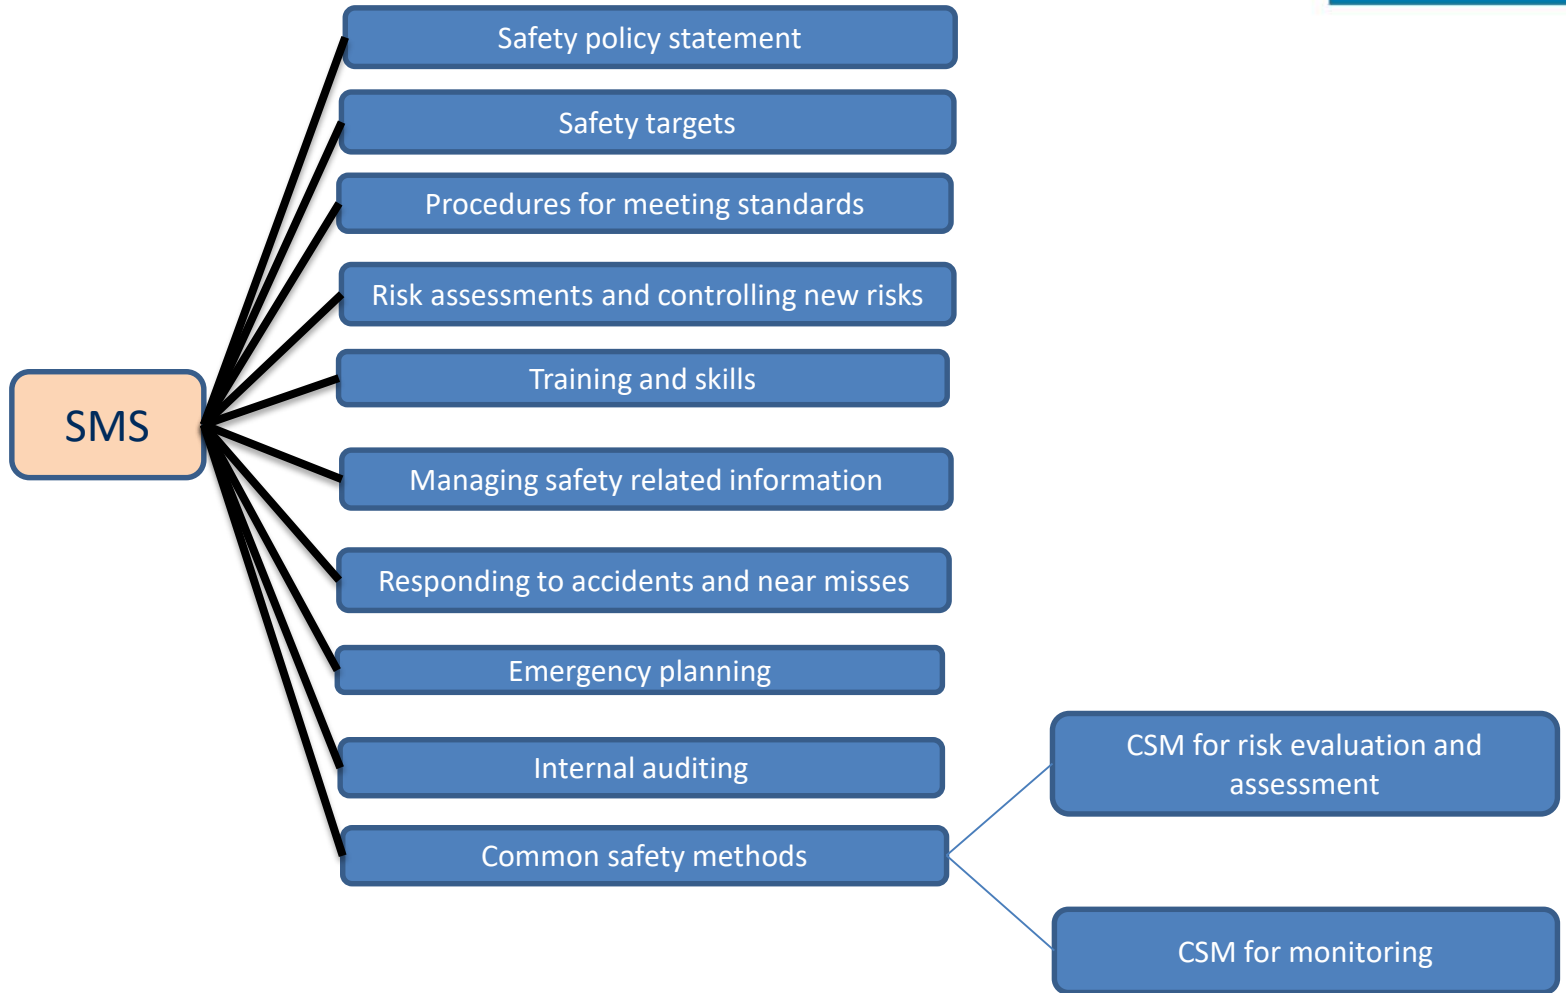 Safety policy statement
Safety targets
Procedures for meeting standards
Risk assessments and controlling new risks
Training and skills
SMS
Managing safety related information
Responding to accidents and near misses
Emergency planning
Internal auditing
Common safety methods
CSM for risk evaluation and
assessment
CSM for monitoring